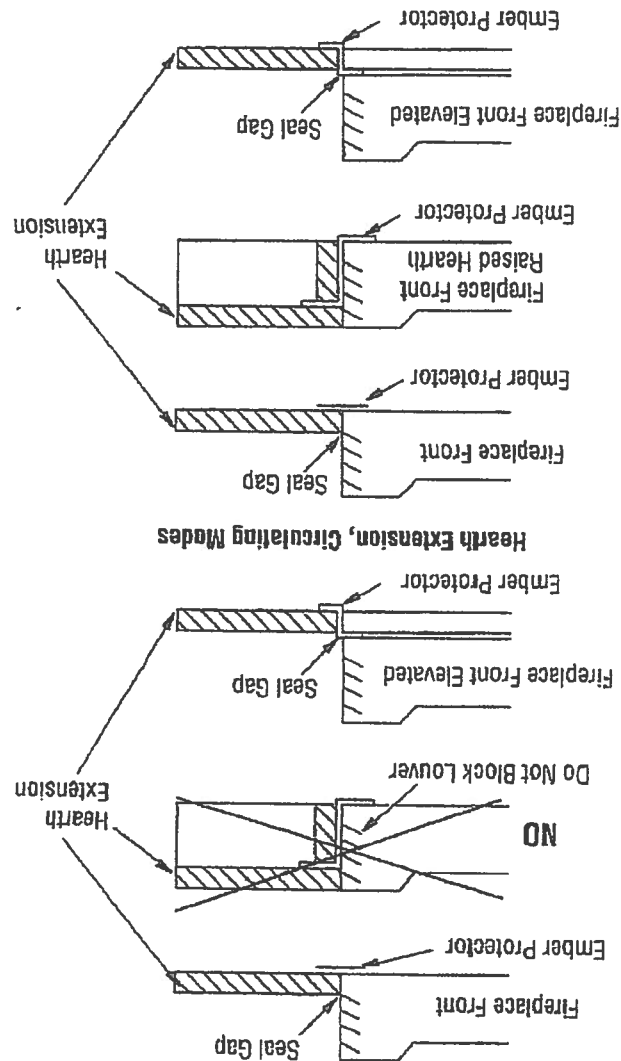 Seal Gap
Fireplace Front
Ember Protector
NO
Hearth
Extension
Do Not Block Louver
Seal Gap
Fireplace Front Elevated
Ember Protector
Hearth Extension, Circulating Modes
Seal Gap
Fireplace Front
Ember Protector
Fireplace
Front
Raised Hearth
Hearth
Extension
Ember Protector
Seal Gap
Fireplace Front Elevated
Ember Protector